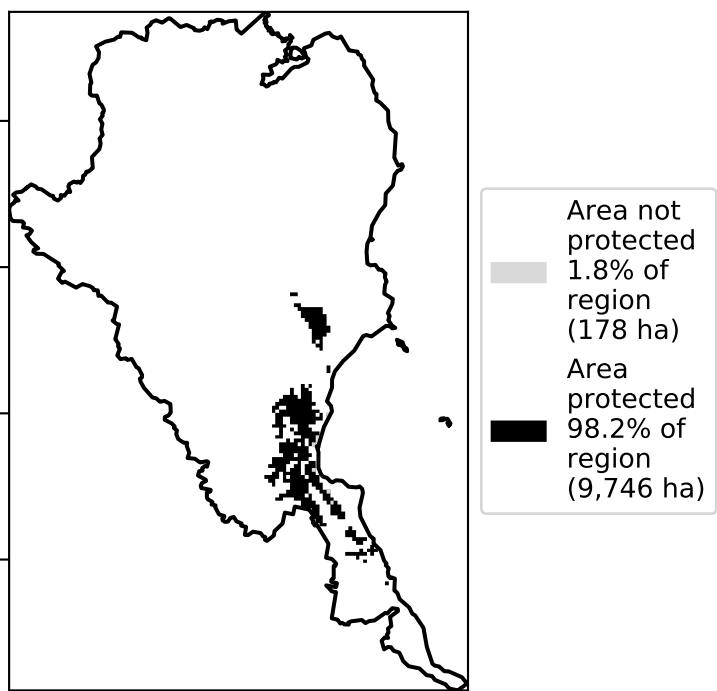 Area not
protected
1.8% of
region
(178 ha)
Area
protected
98.2% of
region
(9,746 ha)